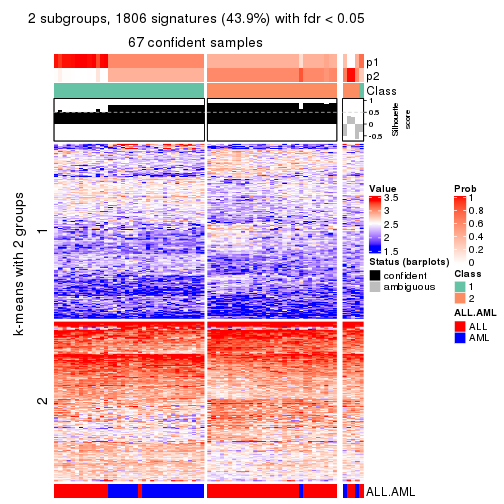 2 subgroups, 1806 signatures (43.9%) with fdr < 0.05
67 confident samples
p1
p2
Class
1
0.5
0
-0.5
Silhouette
score
k-means with 2 groups
1
2
Value
3.5
3
2.5
2
1.5
Status (barplots)
confident
ambiguous
Prob
1
0.8
0.6
0.4
0.2
0
Class
1
2
ALL.AML
ALL
AML
ALL.AML